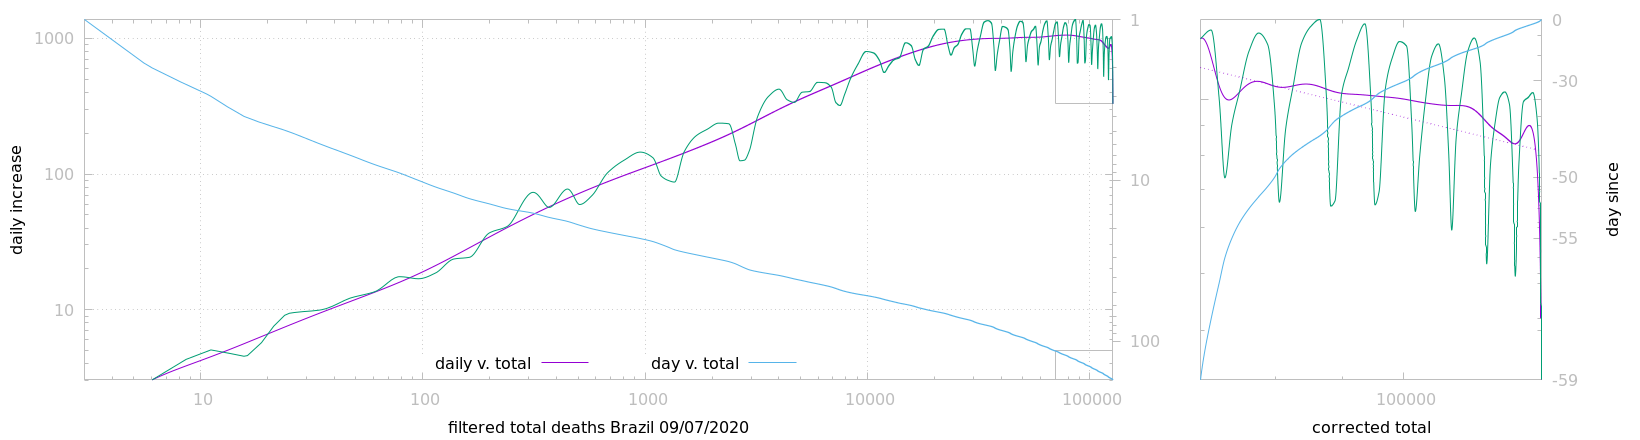 1000
100
10
daily increase
10
100
1000
10000
100000
1
10
100
daily v. total
day v. total
filtered total deaths Brazil 09/07/2020
0
-30
-50
-55
-59
day since
100000
corrected total